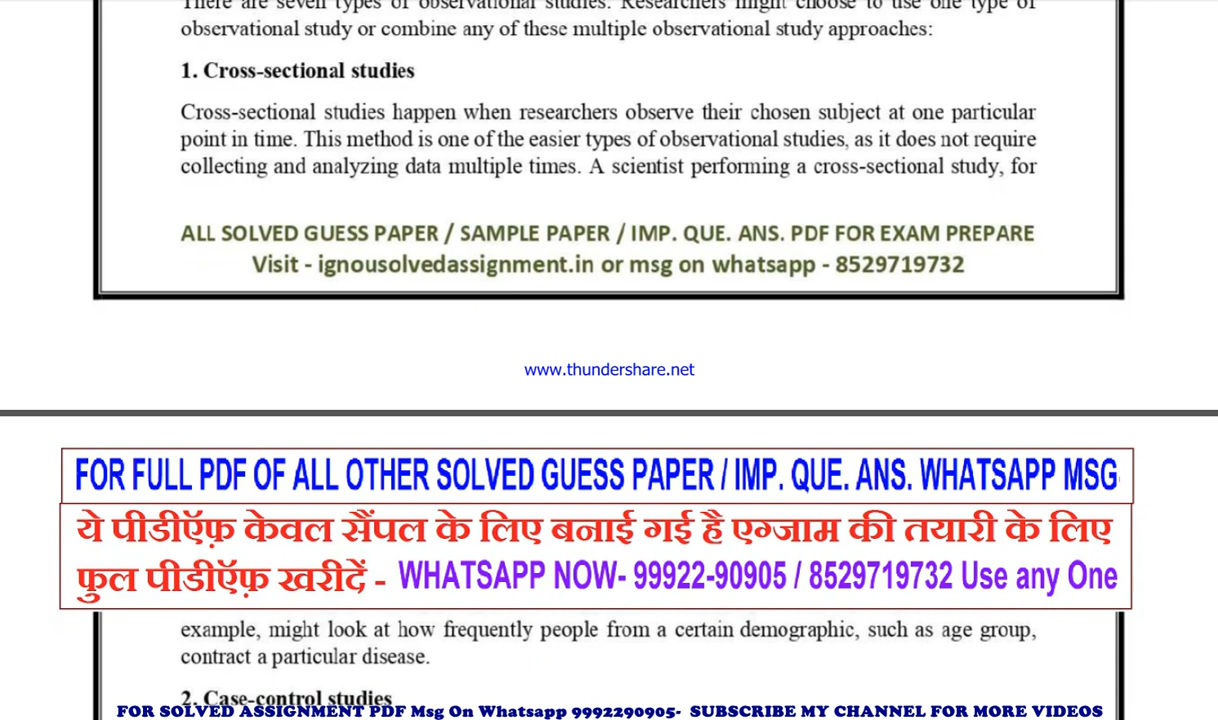 There are seven types of observational studies. Researchers might choose to use one type of
observational study or combine any of these multiple observational study approaches:
1. Cross-sectional studies
Cross-sectional studies happen when researchers observe their chosen subject at one particular
point in time. This method is one of the easier types of observational studies, as it does not require
collecting and analyzing data multiple times. A scientist performing a cross-sectional study, for
ALL SOLVED GUESS PAPER / SAMPLE PAPER / IMP. QUE. ANS. PDF FOR EXAM PREPARE
Visit - ignousolvedassignment.in or msg on whatsapp - 8529719732
www.thundershare.net
FOR FULL PDF OF ALL OTHER SOLVED GUESS PAPER / IMP. QUE. ANS. WHATSAPP MSG
ये पीडीऍफ़ केवल सैंपल के लिए बनाई गई है एग्जाम की तयारी के लिए
फुल पीडीऍफ़ खरीदें - WHATSAPP NOW- 99922-90905 / 8529719732 Use any One
example, might look at how frequently people from a certain demographic, such as age group,
contract a particular disease.
2. Case-control studies
FOR SOLVED ASSIGNMENT PDF Msg On Whatsapp 9992290905- SUBSCRIBE MY CHANNEL FOR MORE VIDEOS